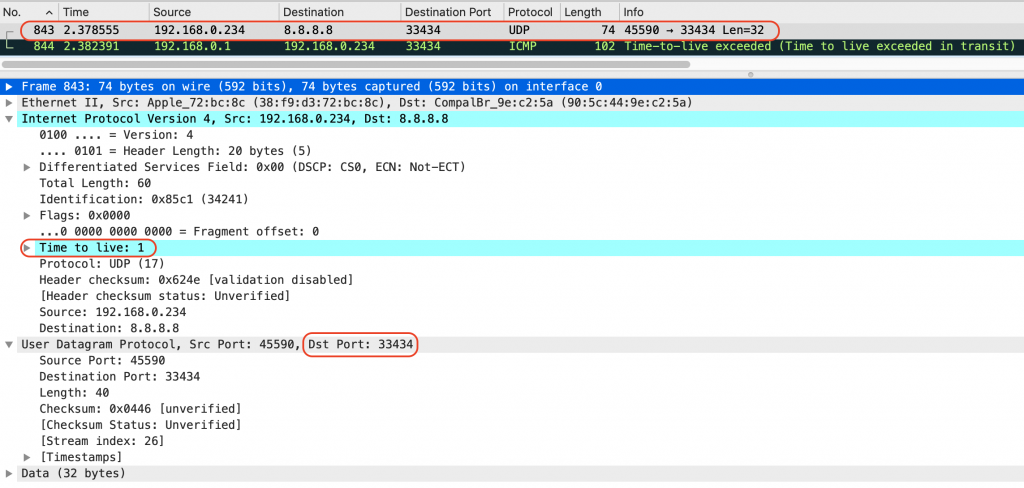 No. Time Source Destination Destination Port Protocol Length Info
843 2.378555 192.168.0.234 8.8.8.8 33434 UDP 74 45590 → 33434 Len=32
844 2.382391 192.168.0.1 192.168.0.234 33434 ICMP 102 Time-to-live exceeded (Time to live exceeded in transit)
Frame 843: 74 bytes on wire (592 bits), 74 bytes captured (592 bits) on interface 0
Ethernet II, Src: Apple_72:bc:8c (38:f9:d3:72:bc:8c), Dst: CompalBr_9e:c2:5a (90:5c:44:9e:c2:5a)
Internet Protocol Version 4, Src: 192.168.0.234, Dst: 8.8.8.8
0100 .... = Version: 4
.... 0101 = Header Length: 20 bytes (5)
Differentiated Services Field: 0x00 (DSCP: CS0, ECN: Not-ECT)
Total Length: 60
Identification: 0x85c1 (34241)
Flags: 0x0000
...0 0000 0000 0000 = Fragment offset: 0
Time to live: 1
Protocol: UDP (17)
Header checksum: 0x624e [validation disabled]
[Header checksum status: Unverified]
Source: 192.168.0.234
Destination: 8.8.8.8
User Datagram Protocol, Src Port: 45590, Dst Port: 33434
Source Port: 45590
Destination Port: 33434
Length: 40
Checksum: 0x0446 [unverified]
[Checksum Status: Unverified]
[Stream index: 26]
[Timestamps]
Data (32 bytes)